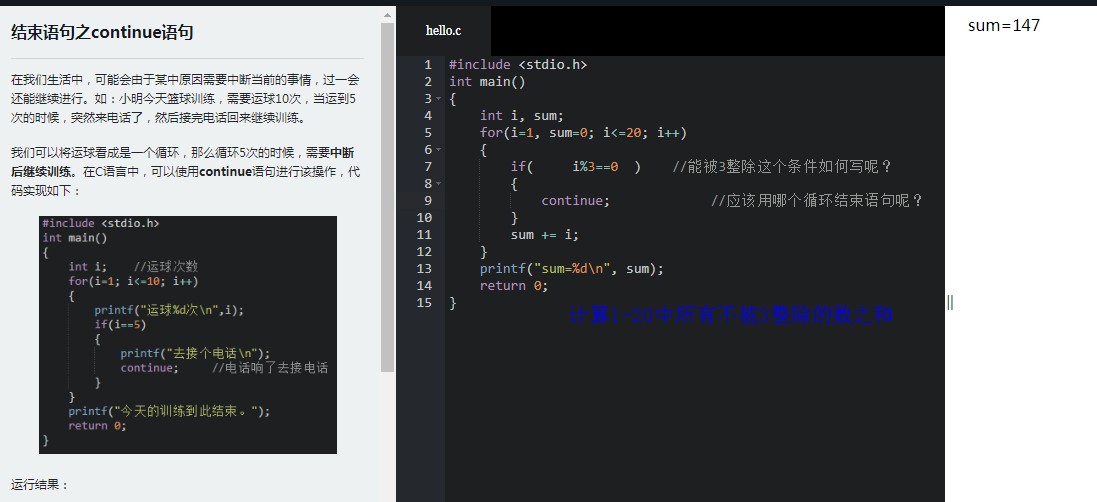 结束语句之continue语句
在我们生活中，可能会由于某中原因需要中断当前的事情，过一会
还能继续进行。如：小明今天篮球训练，需要运球10次，当运到5
次的时候，突然来电话了，然后接完电话回来继续训练。
我们可以将运球看成是一个循环，那么循环5次的时候，需要中断
后继续训练。在C语言中，可以使用continue语句进行该操作，代
码实现如下：
#include <stdio.h>
int main()
{
    int i;    //运球次数
    for(i=1; i<=10; i++)
    {
        printf("运球%d次\n",i);
        if(i==5)
        {
            printf("去接个电话\n");
            continue;     //电话响了去接电话
        }
    }
    printf("今天的训练到此结束。");
    return 0;
}
运行结果：
hello.c
1 #include <stdio.h>
2 int main()
3 {
4     int i, sum;
5     for(i=1, sum=0; i<=20; i++)
6     {
7         if(     i%3==0  )    //能被3整除这个条件如何写呢？
8         {
9             continue;             //应该用哪个循环结束语句呢？
10         }
11         sum += i;
12     }
13     printf("sum=%d\n", sum);
14     return 0;
15 }
计算1-20中所有不被3整除的数之和
sum=147